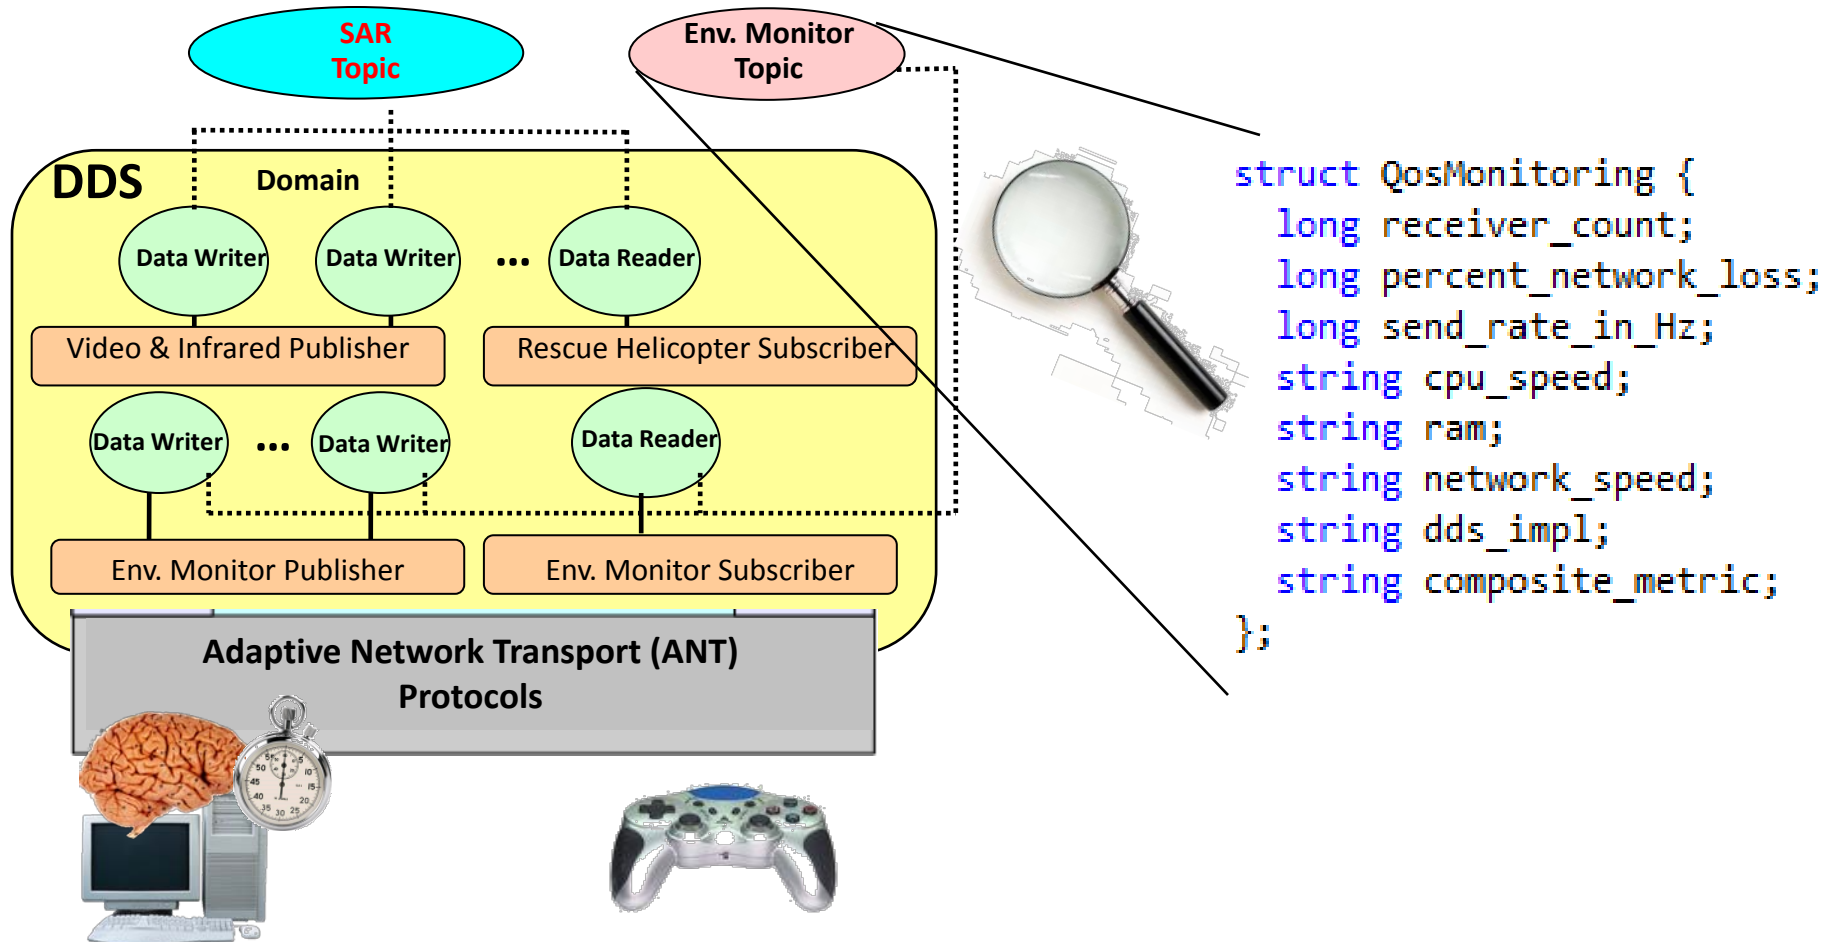 SAR
Topic
Env. Monitor
Topic
DDS
Domain
Data Writer
Data Writer
...
Data Reader
Video & Infrared Publisher
Rescue Helicopter Subscriber
Data Writer
...
Data Writer
Data Reader
Env. Monitor Publisher
Env. Monitor Subscriber
Adaptive Network Transport (ANT)
Protocols
struct QosMonitoring {
long receiver_count;
long percent_network_loss;
long send_rate_in_Hz;
string cpu_speed;
string ram;
string network_speed;
string dds_impl;
string composite_metric;
};